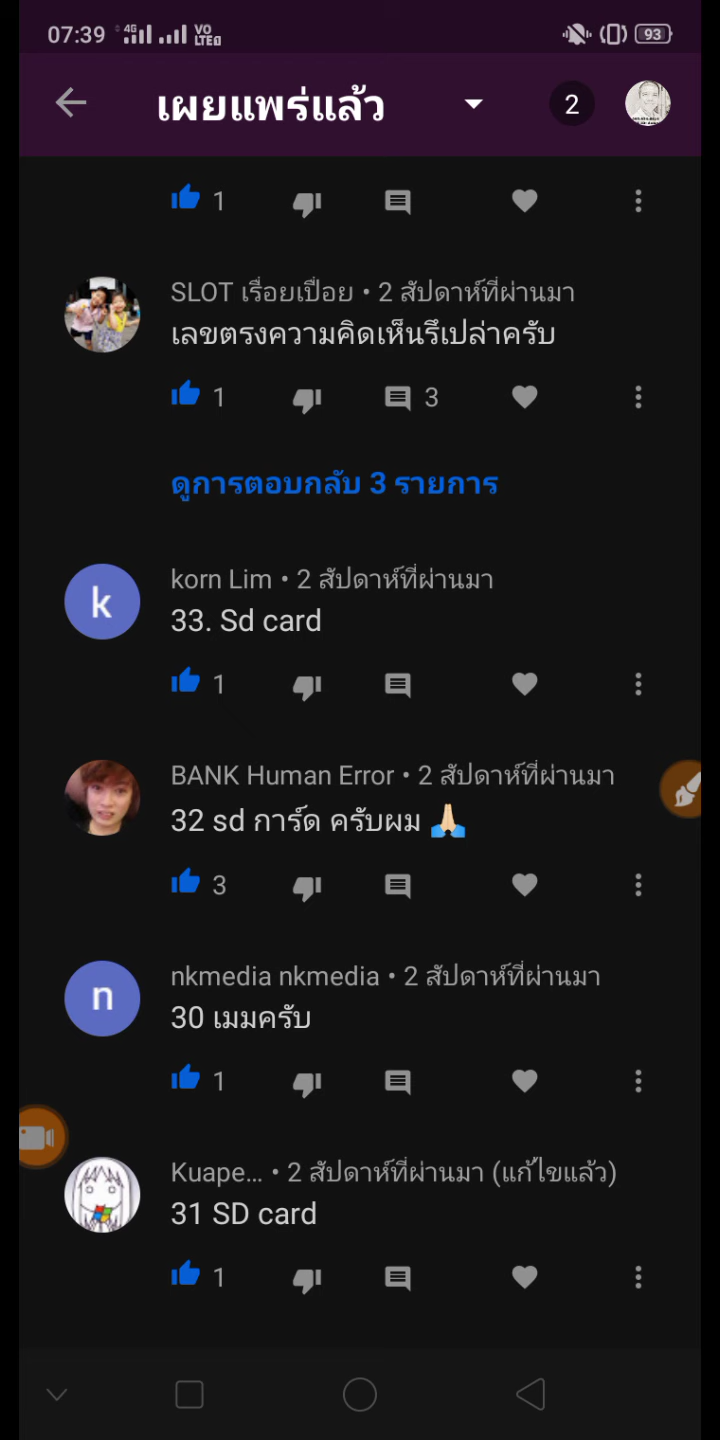 07:39 4G VO LTE 93
เผยแพร่แล้ว 2
1
SLOT เรื่อยเปื่อย • 2 สัปดาห์ที่ผ่านมา
เลขตรงความคิดเห็นรึเปล่าครับ
1 3
ดูการตอบกลับ 3 รายการ
k
korn Lim • 2 สัปดาห์ที่ผ่านมา
33. Sd card
1
BANK Human Error • 2 สัปดาห์ที่ผ่านมา
32 sd การ์ด ครับผม 🙏🏻
3
n
nkmedia nkmedia • 2 สัปดาห์ที่ผ่านมา
30 เมมครับ
1
Kuape... • 2 สัปดาห์ที่ผ่านมา (แก้ไขแล้ว)
31 SD card
1